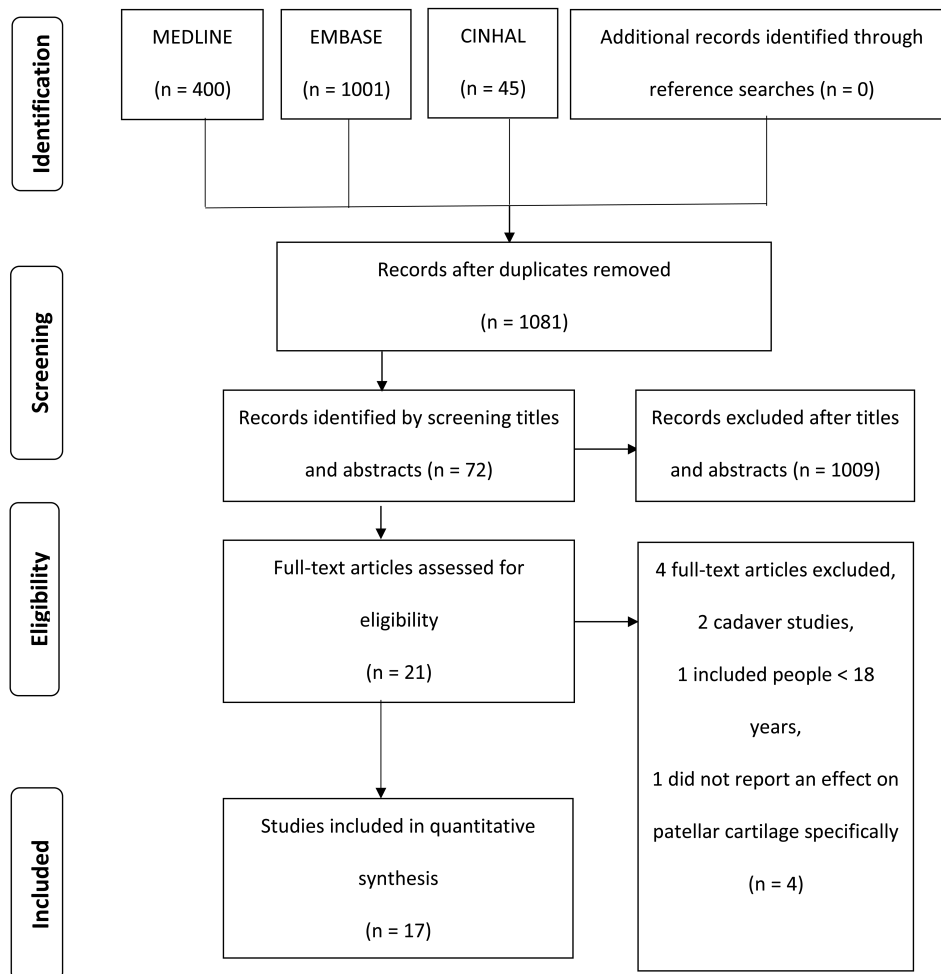 Identification
MEDLINE
(n = 400)
EMBASE
(n = 1001)
CINHAL
(n = 45)
Additional records identified through
reference searches (n = 0)
Records after duplicates removed
(n = 1081)
Screening
Records identified by screening titles
and abstracts (n = 72)
Records excluded after titles
and abstracts (n = 1009)
Eligibility
Full-text articles assessed for
eligibility
(n = 21)
4 full-text articles excluded,
2 cadaver studies,
1 included people < 18
years,
1 did not report an effect on
patellar cartilage specifically
(n = 4)
Included
Studies included in quantitative
synthesis
(n = 17)